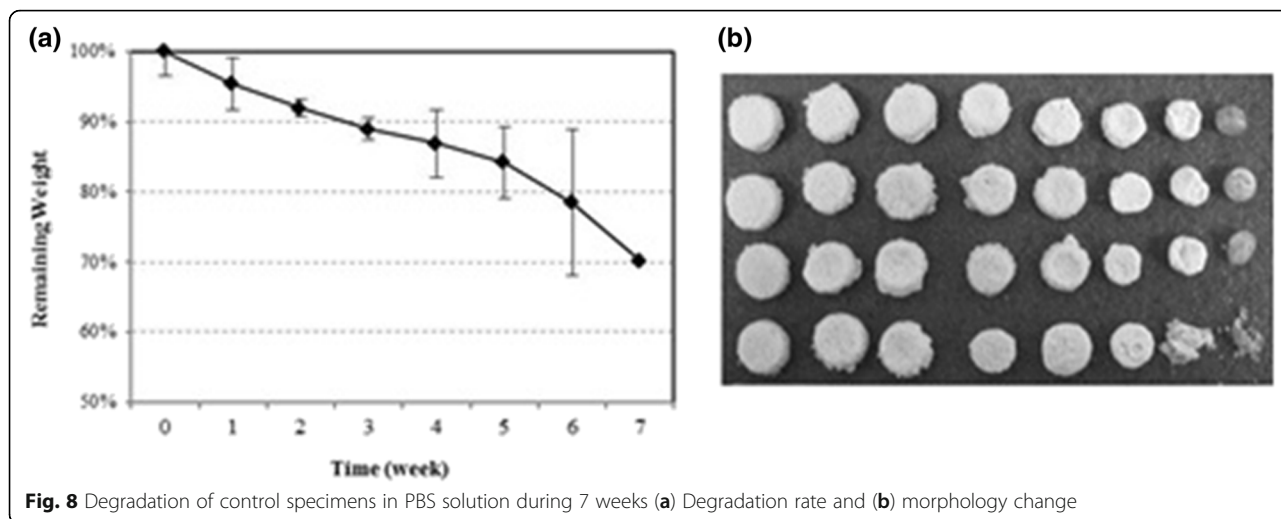 (a)
100%
90%
80%
70%
60%
50%
Remaining Weight
0 1 2 3 4 5 6 7
Time (week)
(b)
Fig. 8 Degradation of control specimens in PBS solution during 7 weeks (a) Degradation rate and (b) morphology change